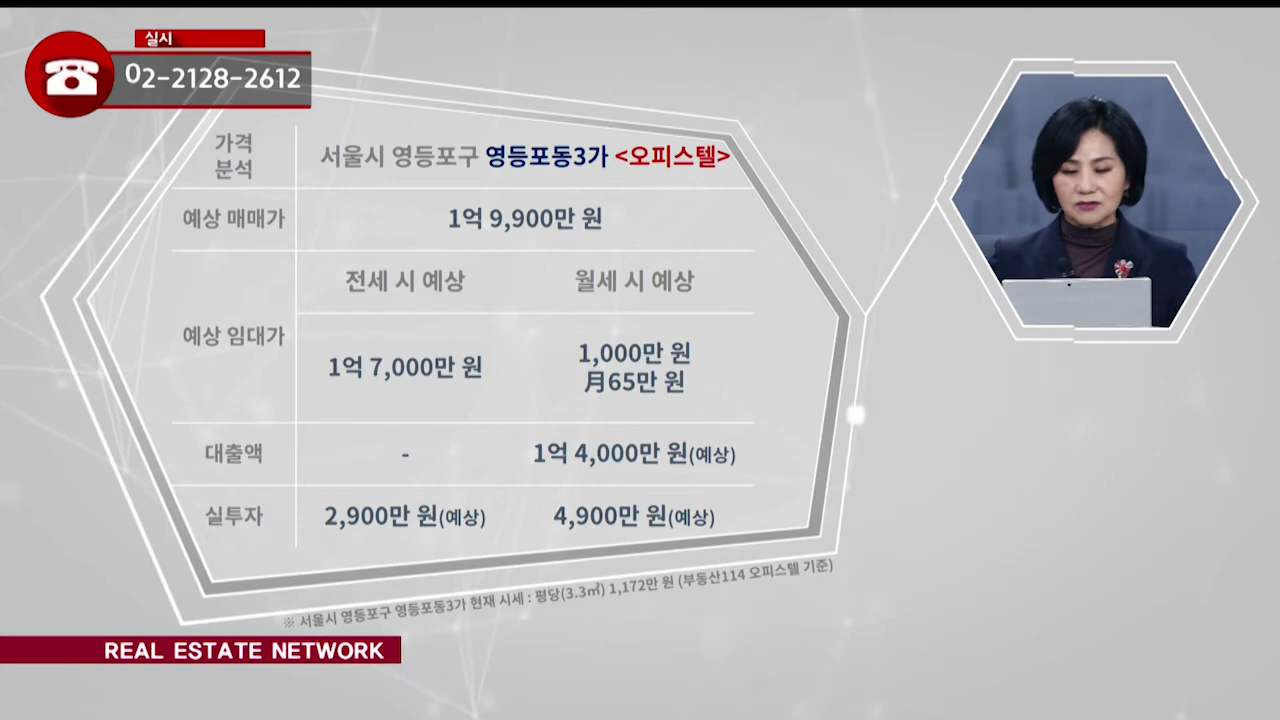 실시
02-2128-2612
가격
분석
서울시 영등포구 영등포동3가 <오피스텔>
예상 매매가
1억 9,900만 원
전세 시 예상
월세 시 예상
예상 임대가
1억 7,000만 원
1,000만 원
月65만 원
대출액
-
1억 4,000만 원(예상)
실투자
2,900만 원(예상)
4,900만 원(예상)
※ 서울시 영등포구 영등포동3가 현재 시세 : 평당(3.3㎡) 1,172만 원 (부동산114 오피스텔 기준)
REAL ESTATE NETWORK